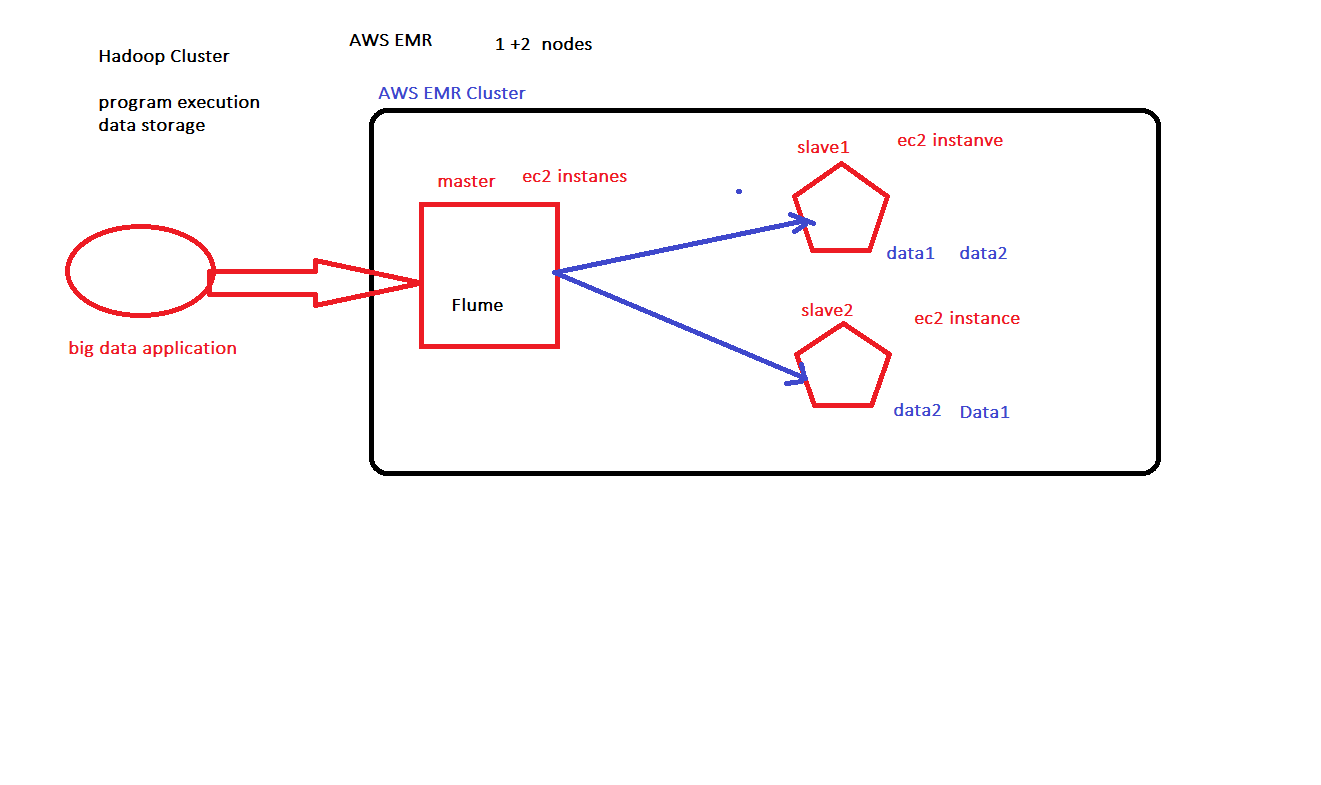 AWS EMR
1 +2 nodes
Hadoop Cluster
AWS EMR Cluster
program execution
data storage
slave1
ec2 instanve
master
ec2 instanes
data1 data2
Flume
slave2
ec2 instance
big data application
data2 Data1